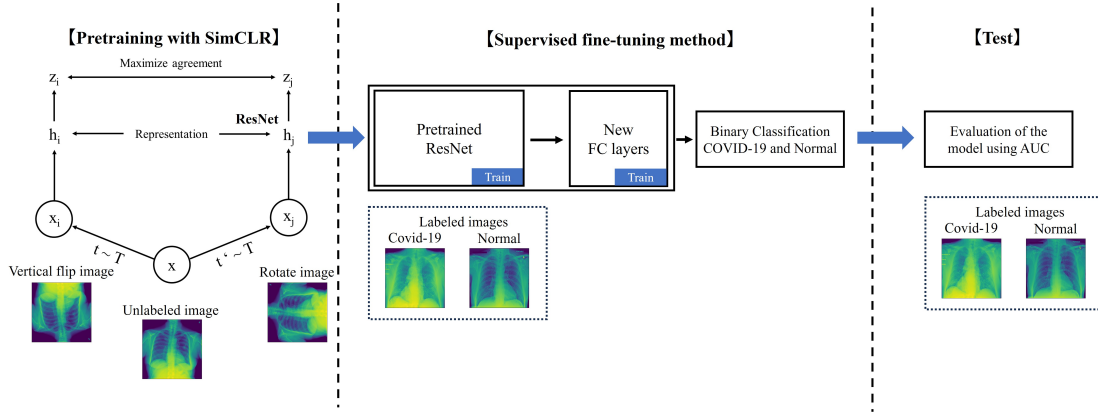 【Pretraining with SimCLR】
Maximize agreement
z_i
z_j
ResNet
h_i
Representation
h_j
x_i
x_j
t ~ T
x
t ‘ ~ T
Vertical flip image
Unlabeled image
Rotate image
【Supervised fine-tuning method】
Pretrained
ResNet
Train
New
FC layers
Train
Binary Classification
COVID-19 and Normal
Labeled images
Covid-19
Normal
【Test】
Evaluation of the
model using AUC
Labeled images
Covid-19
Normal